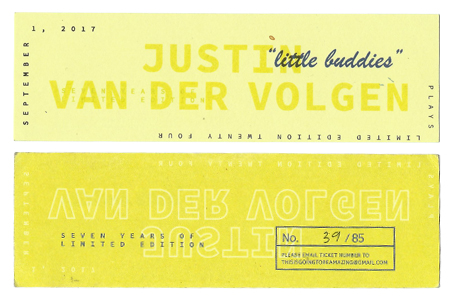 SEPTEMBER 1, 2017
JUSTIN
"little buddies"
VAN DER VOLGEN
PLAYS
LIMITED EDITION TWENTY FOUR
VAN DER VOLGEN
JUSTIN
SEVEN YEARS OF
LIMITED EDITION
No. 39/85
PLEASE EMAIL TICKET NUMBER TO
THISISGOINGTOBEAMAZING@GMAIL.COM